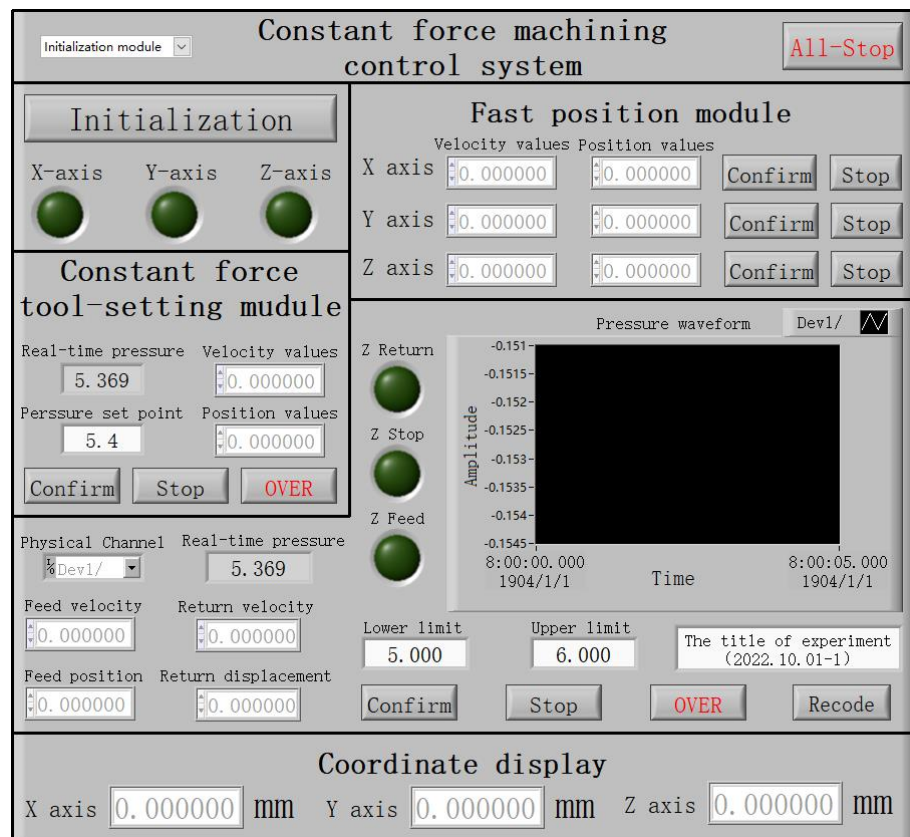 Initialization module
Constant force machining
control system
All-Stop
Initialization
X-axis Y-axis Z-axis
Fast position module
Velocity values Position values
X axis 0.000000 0.000000 Confirm Stop
Y axis 0.000000 0.000000 Confirm Stop
Z axis 0.000000 0.000000 Confirm Stop
Constant force
tool-setting mudule
Real-time pressure Velocity values
5.369 0.000000
Perssure set point Position values
5.4 0.000000
Confirm Stop OVER
Physical Channel Real-time pressure
Dev1/ 5.369
Feed velocity Return velocity
0.000000 0.000000
Feed position Return displacement
0.000000 0.000000
Z Return
Z Stop
Z Feed
Pressure waveform Dev1/
Amplitude
-0.151
-0.1515
-0.152
-0.1525
-0.153
-0.1535
-0.154
-0.1545
8:00:00.000 8:00:05.000
1904/1/1 Time 1904/1/1
Lower limit Upper limit
5.000 6.000
The title of experiment
(2022.10.01-1)
Confirm Stop OVER Recode
Coordinate display
X axis 0.000000 mm Y axis 0.000000 mm Z axis 0.000000 mm